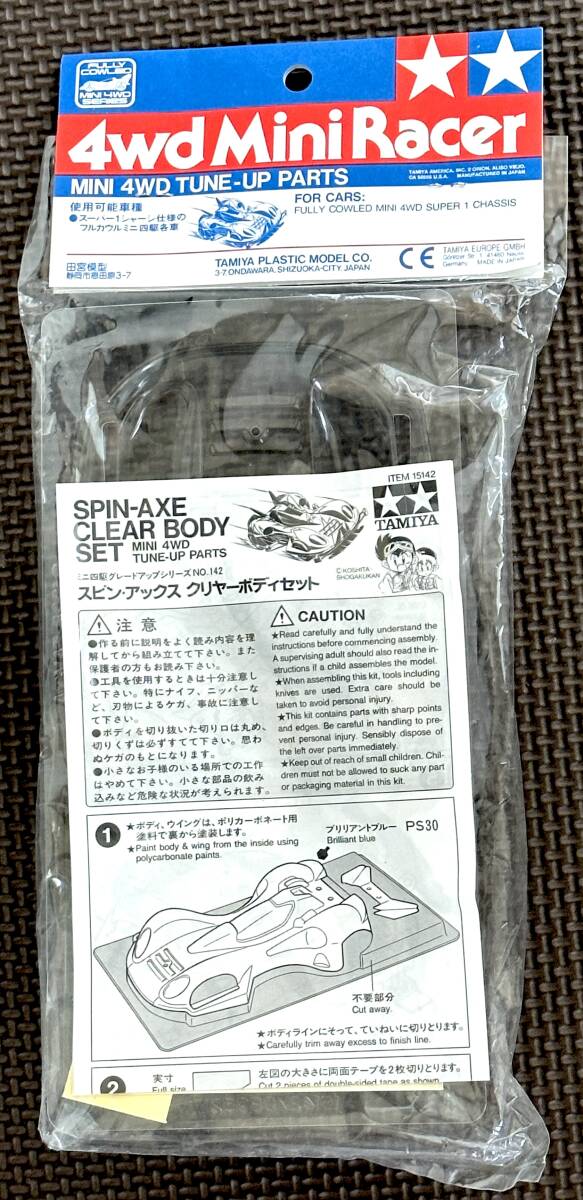 FULLY
COWLED
MINI 4WD
SERIES
4wd Mini Racer
MINI 4WD TUNE-UP PARTS
TAMIYA AMERICA, INC. 2 ORION, ALISO VIEJO,
CA 92656 U.S.A. MANUFACTURED IN JAPAN
使用可能車種
●スーパー1シャーシ仕様の
フルカウルミニ四駆各車
FOR CARS:
FULLY COWLED MINI 4WD SUPER 1 CHASSIS
田宮模型
静岡市恩田原3-7
TAMIYA PLASTIC MODEL CO.
3-7, ONDAWARA, SHIZUOKA-CITY, JAPAN
CE
TAMIYA EUROPE GMBH
Germany MADE IN JAPAN
ITEM 15142
SPIN-AXE
CLEAR BODY
SET MINI 4WD
TUNE-UP PARTS
TAMIYA
ミニ四駆グレードアップシリーズNO.142
スピン・アックス クリヤーボディセット
©KOSHITA
SHOGAKUKAN
注意
●作る前に説明をよく読み内容を理
解してから組み立てて下さい。また
保護者の方もお読み下さい。
●工具を使用するときは十分注意し
て下さい。特にナイフ、ニッパーな
ど、刃物によるケガ、事故に注意し
て下さい。
●ボディを切り抜いた切り口は丸め、
切りくずは必ずすてて下さい。思わ
ぬケガのもとになります。
●小さなお子様のいる場所での工作
はやめて下さい。小さな部品の飲み
込みなど危険な状況が考えられます。
CAUTION
★Read carefully and fully understand the
instructions before commencing assembly.
A supervising adult should also read the in-
structions if a child assembles the model.
★When assembling this kit, tools including
knives are used. Extra care should be
taken to avoid personal injury.
★This kit contains parts with sharp points
and edges. Be careful in handling to pre-
vent personal injury. Sensibly dispose of
the left over parts immediately.
★Keep out of reach of small children. Chil-
dren must not be allowed to suck any part
or packaging material in this kit.
1
★ボディ、ウイングは、ポリカーボネート用
塗料で裏から塗装します。
★Paint body & wing from the inside using
polycarbonate paints.
ブリリアントブルー PS30
Brilliant blue
不要部分
Cut away.
★ボディラインにそって、ていねいに切りとります。
★Carefully trim away excess to finish line.
2
実寸
Full size
左図の大きさに両面テープを2枚切りとります。
Cut 2 pieces of double-sided tape as shown